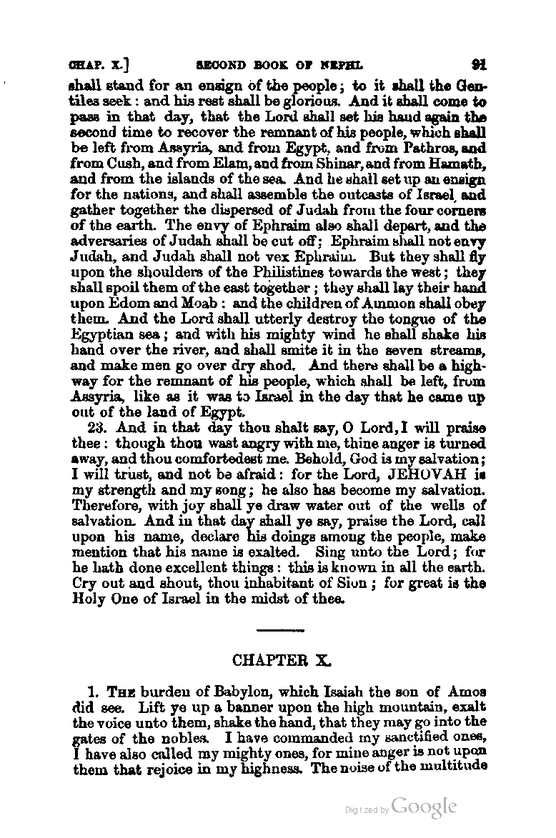 CHAP. X.] SECOND BOOK OF NEPHI. 91
shall stand for an ensign of the people; to it shall the Gen-
tiles seek: and his rest shall be glorious. And it shall come to
pass in that day, that the Lord shall set his hand again the
second time to recover the remnant of his people, which shall
be left from Assyria, and from Egypt, and from Pathros, and
from Cush, and from Elam, and from Shinar, and from Hamath,
and from the islands of the sea. And he shall set up an ensign
for the nations, and shall assemble the outcasts of Israel, and
gather together the dispersed of Judah from the four corners
of the earth. The envy of Ephraim also shall depart, and the
adversaries of Judah shall be cut off; Ephraim shall not envy
Judah, and Judah shall not vex Ephraim. But they shall fly
upon the shoulders of the Philistines towards the west; they
shall spoil them of the east together; they shall lay their hand
upon Edom and Moab: and the children of Ammon shall obey
them. And the Lord shall utterly destroy the tongue of the
Egyptian sea; and with his mighty wind he shall shake his
hand over the river, and shall smite it in the seven streams,
and make men go over dry shod. And there shall be a high-
way for the remnant of his people, which shall be left, from
Assyria, like as it was to Israel in the day that he came up
out of the land of Egypt.
23. And in that day thou shalt say, O Lord, I will praise
thee: though thou wast angry with me, thine anger is turned
away, and thou comfortedest me. Behold, God is my salvation;
I will trust, and not be afraid: for the Lord, JEHOVAH is
my strength and my song; he also has become my salvation.
Therefore, with joy shall ye draw water out of the wells of
salvation. And in that day shall ye say, praise the Lord, call
upon his name, declare his doings among the people, make
mention that his name is exalted. Sing unto the Lord; for
he hath done excellent things: this is known in all the earth.
Cry out and shout, thou inhabitant of Sion; for great is the
Holy One of Israel in the midst of thee.
CHAPTER X.
1. THE burden of Babylon, which Isaiah the son of Amos
did see. Lift ye up a banner upon the high mountain, exalt
the voice unto them, shake the hand, that they may go into the
gates of the nobles. I have commanded my sanctified ones,
I have also called my mighty ones, for mine anger is not upon
them that rejoice in my highness. The noise of the multitude
Digitized by Google